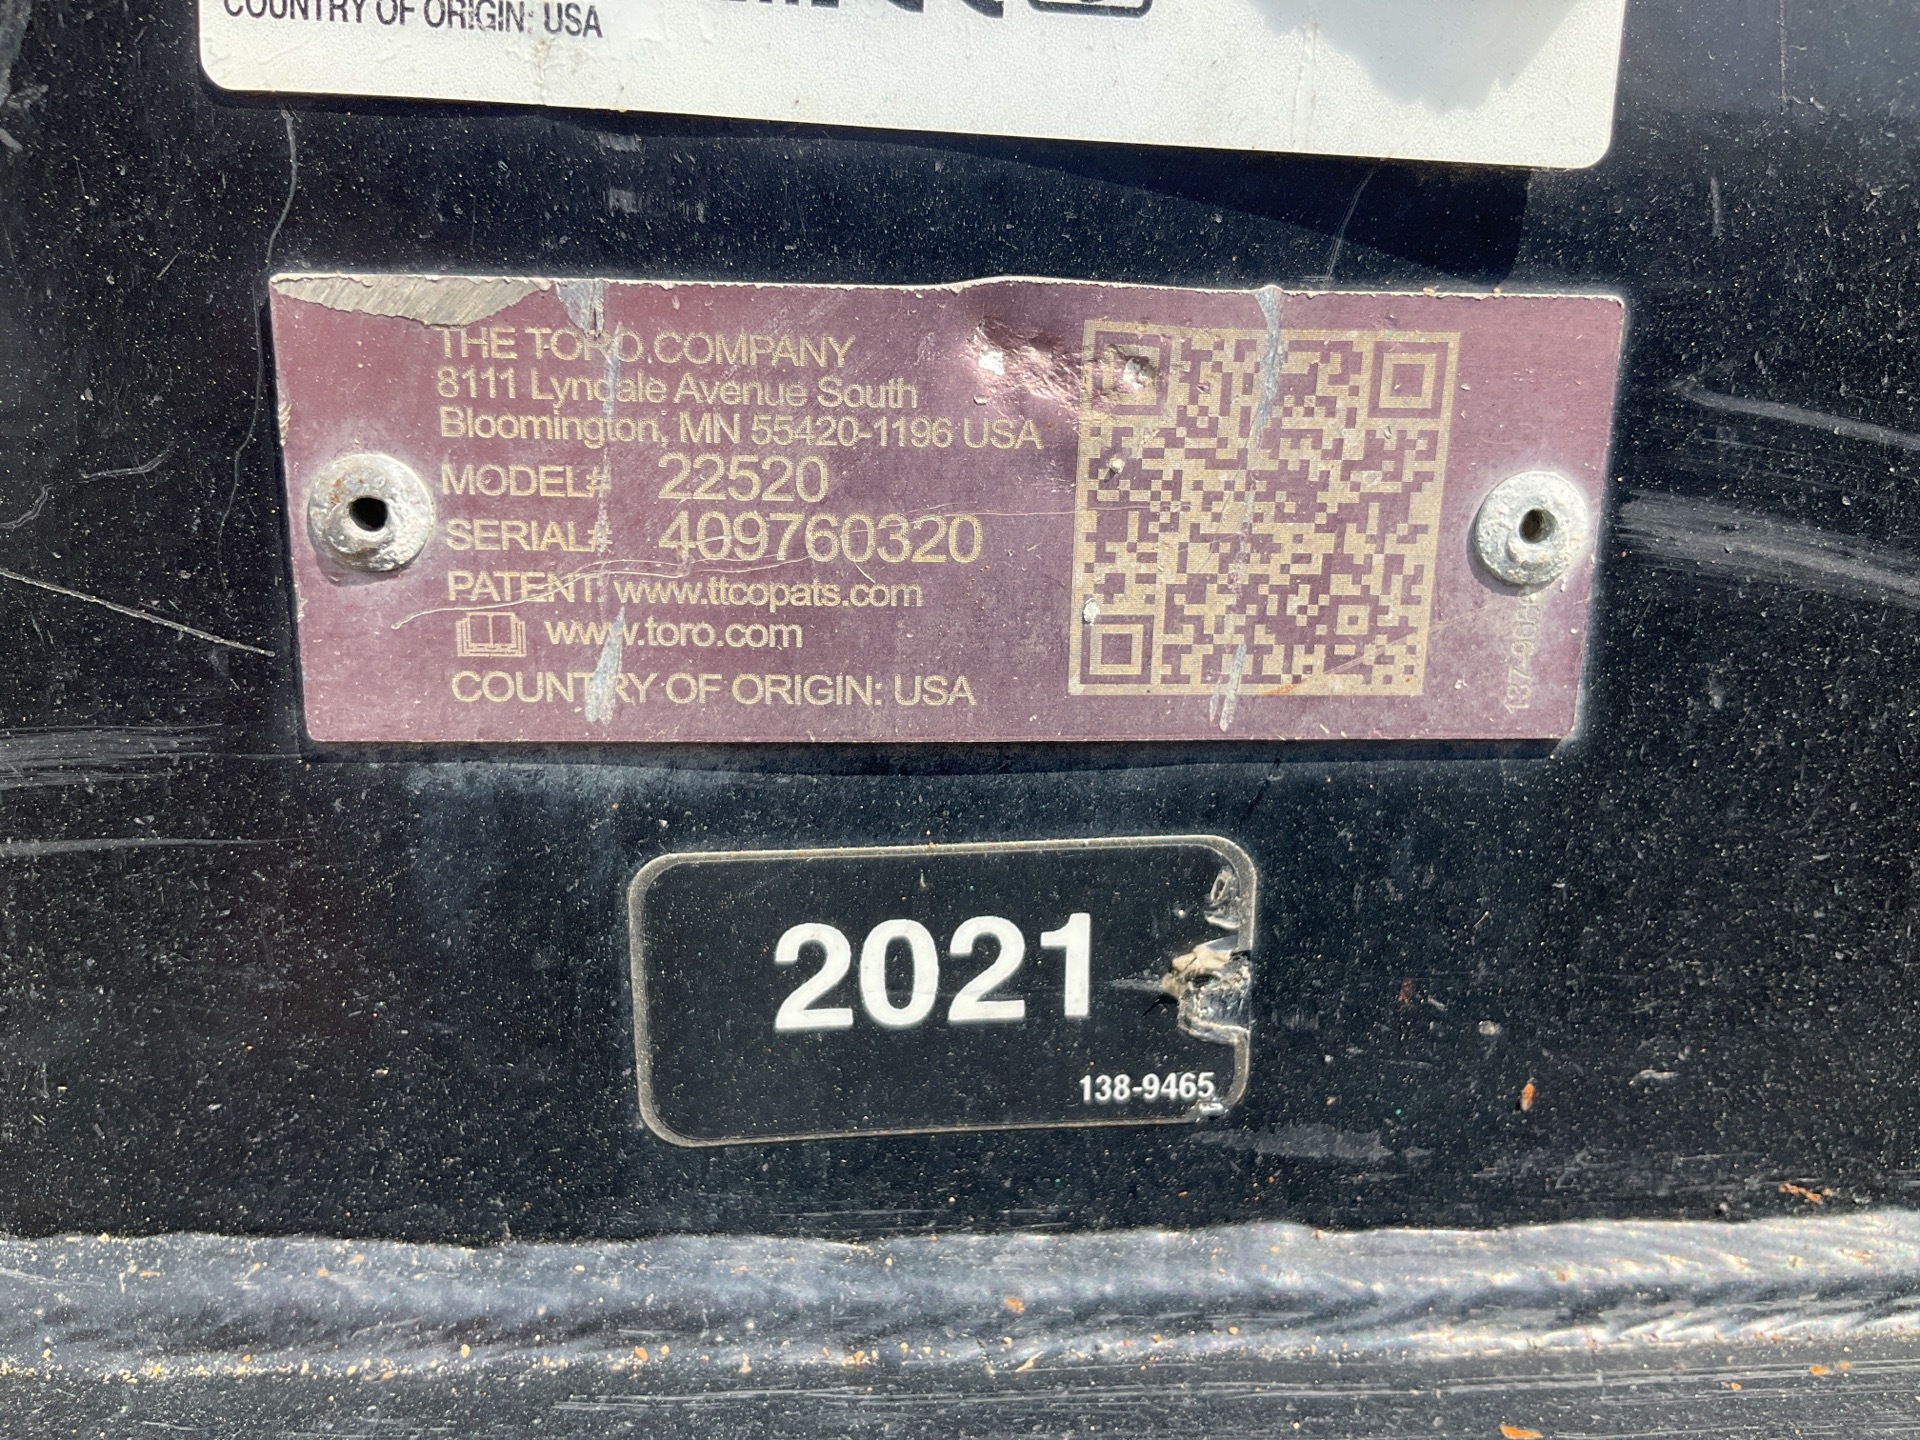 COUNTRY OF ORIGIN: USA
THE TORO COMPANY
8111 Lyndale Avenue South
Bloomington, MN 55420-1196 USA
MODEL# 22520
SERIAL# 409760320
PATENT: www.ttcopats.com
www.toro.com
COUNTRY OF ORIGIN: USA
2021
138-9465